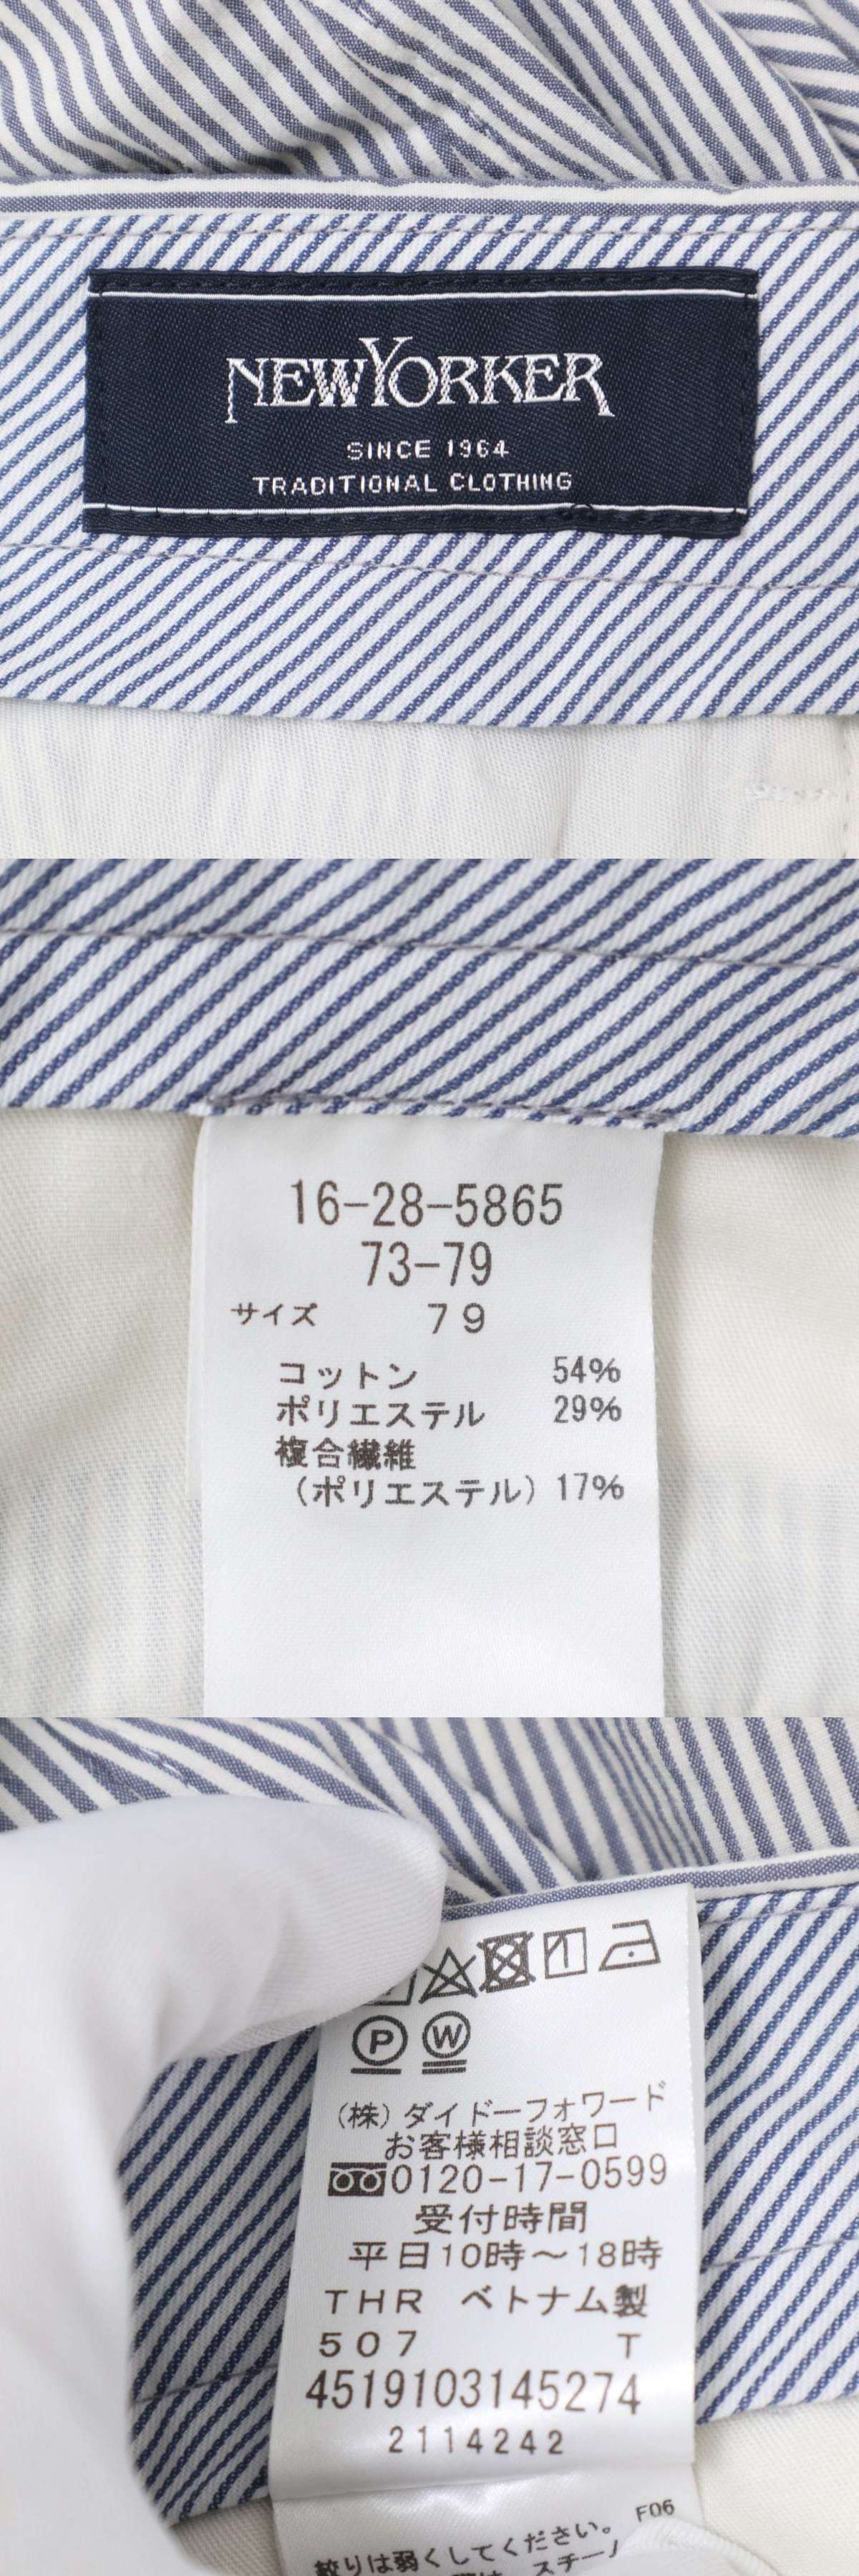 NEWYORKER
SINCE 1964
TRADITIONAL CLOTHING
16-28-5865
73-79
サイズ 79
コットン 54%
ポリエステル 29%
複合繊維
(ポリエステル) 17%
P W
(株)ダイドーフォワード
お客様相談窓口
0120-17-0599
受付時間
平日10時〜18時
THR ベトナム製
507 T
4519103145274
2114242
F06
絞りは弱くしてください。
スチー